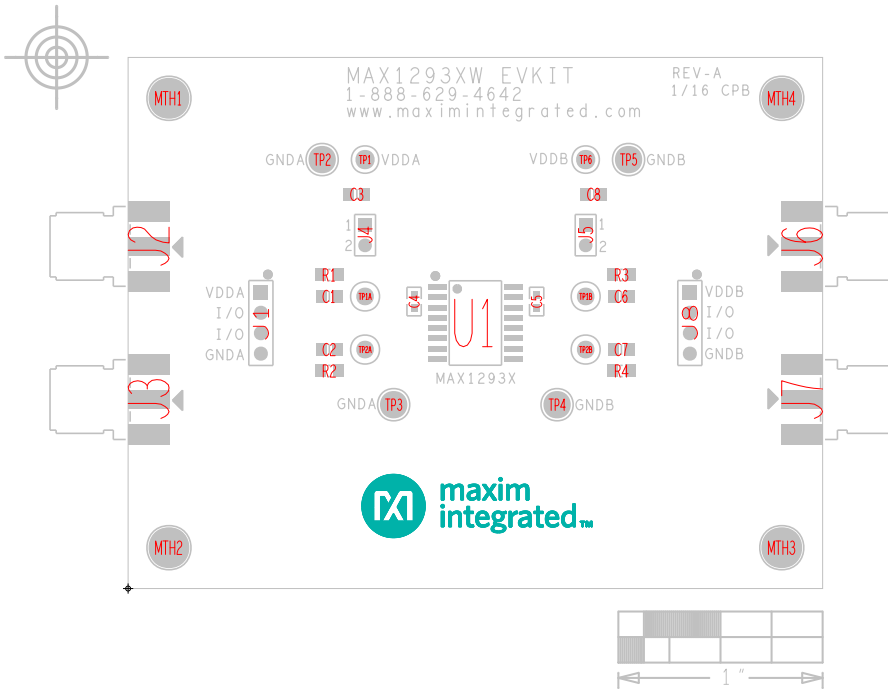 MAX1293XW EVKIT
1-888-629-4642
www.maximintegrated.com
REV-A
1/16 CPB
MTH1
MTH4
GNDA TP2 TP1 VDDA
VDDB TP6 TP5 GNDB
C3
C8
J2
1
2
J4
J5
1
2
J6
R1
R3
VDDA
I/O
I/O
GNDA
J1
C1
TP1A
C4
U1
C5
TP1B
C6
J8
VDDB
I/O
I/O
GNDB
C2
TP2A
TP2B
C7
R2
R4
MAX1293X
J3
GNDA TP3
TP4 GNDB
J7
maxim
integrated™
MTH2
MTH3
1 "